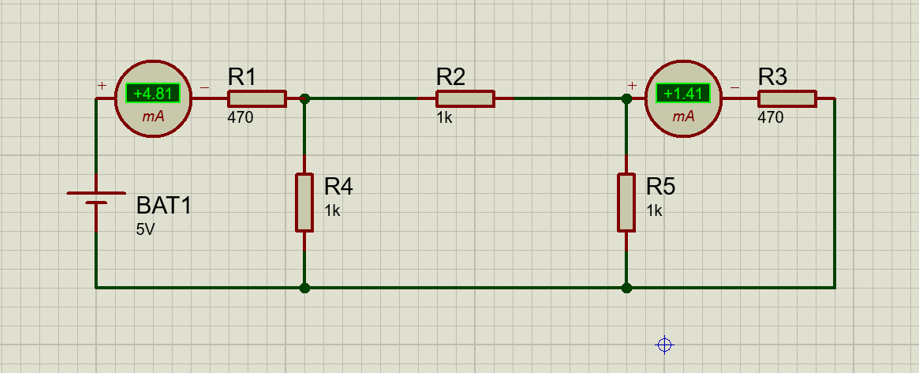 + +4.81 mA −
R1
470
R2
1k
+ +1.41 mA −
R3
470
R4
1k
R5
1k
BAT1
5V